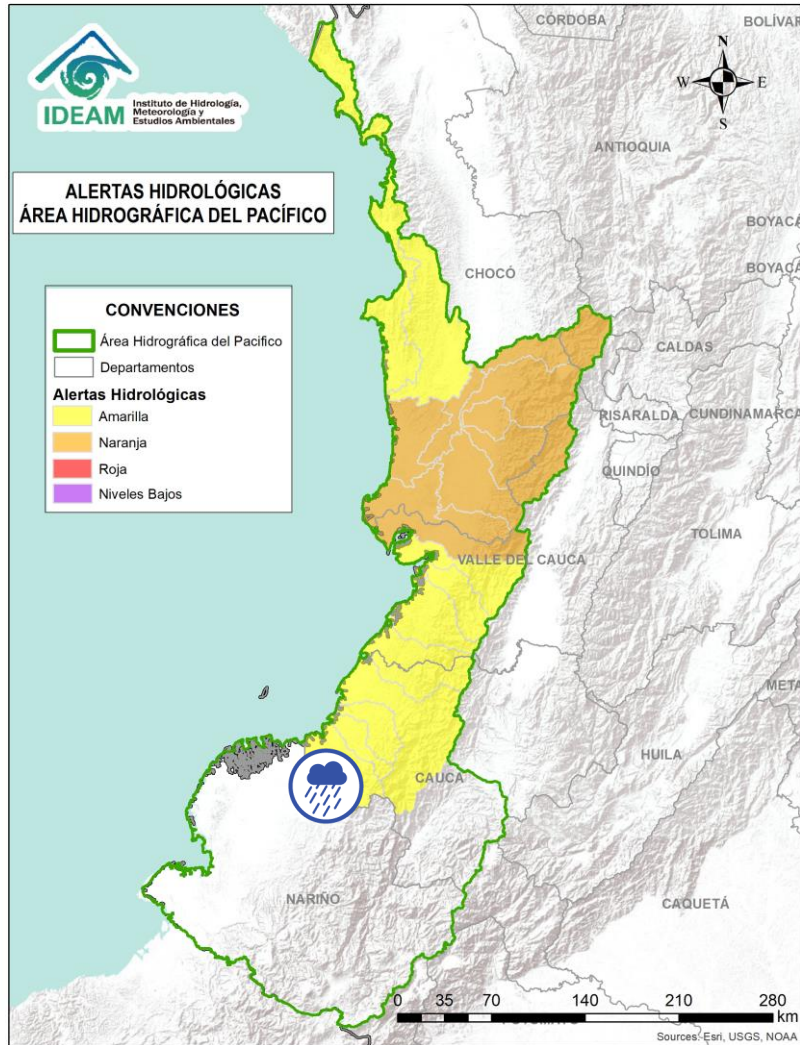 CÓRDOBA
BOLÍVAR
IDEAM
Instituto de Hidrología,
Meteorología y
Estudios Ambientales
N
W E
S
ANTIOQUIA
ALERTAS HIDROLÓGICAS
ÁREA HIDROGRÁFICA DEL PACÍFICO
BOYACÁ
BOYACÁ
CHOCÓ
CONVENCIONES
Área Hidrográfica del Pacifico
Departamentos
Alertas Hidrológicas
Amarilla
Naranja
Roja
Niveles Bajos
CALDAS
RISARALDA
CUNDINAMARCA
QUINDÍO
TOLIMA
VALLE DEL CAUCA
META
HUILA
CAUCA
NARIÑO
CAQUETÁ
0 35 70 140 210 280
km
Sources: Esri, USGS, NOAA